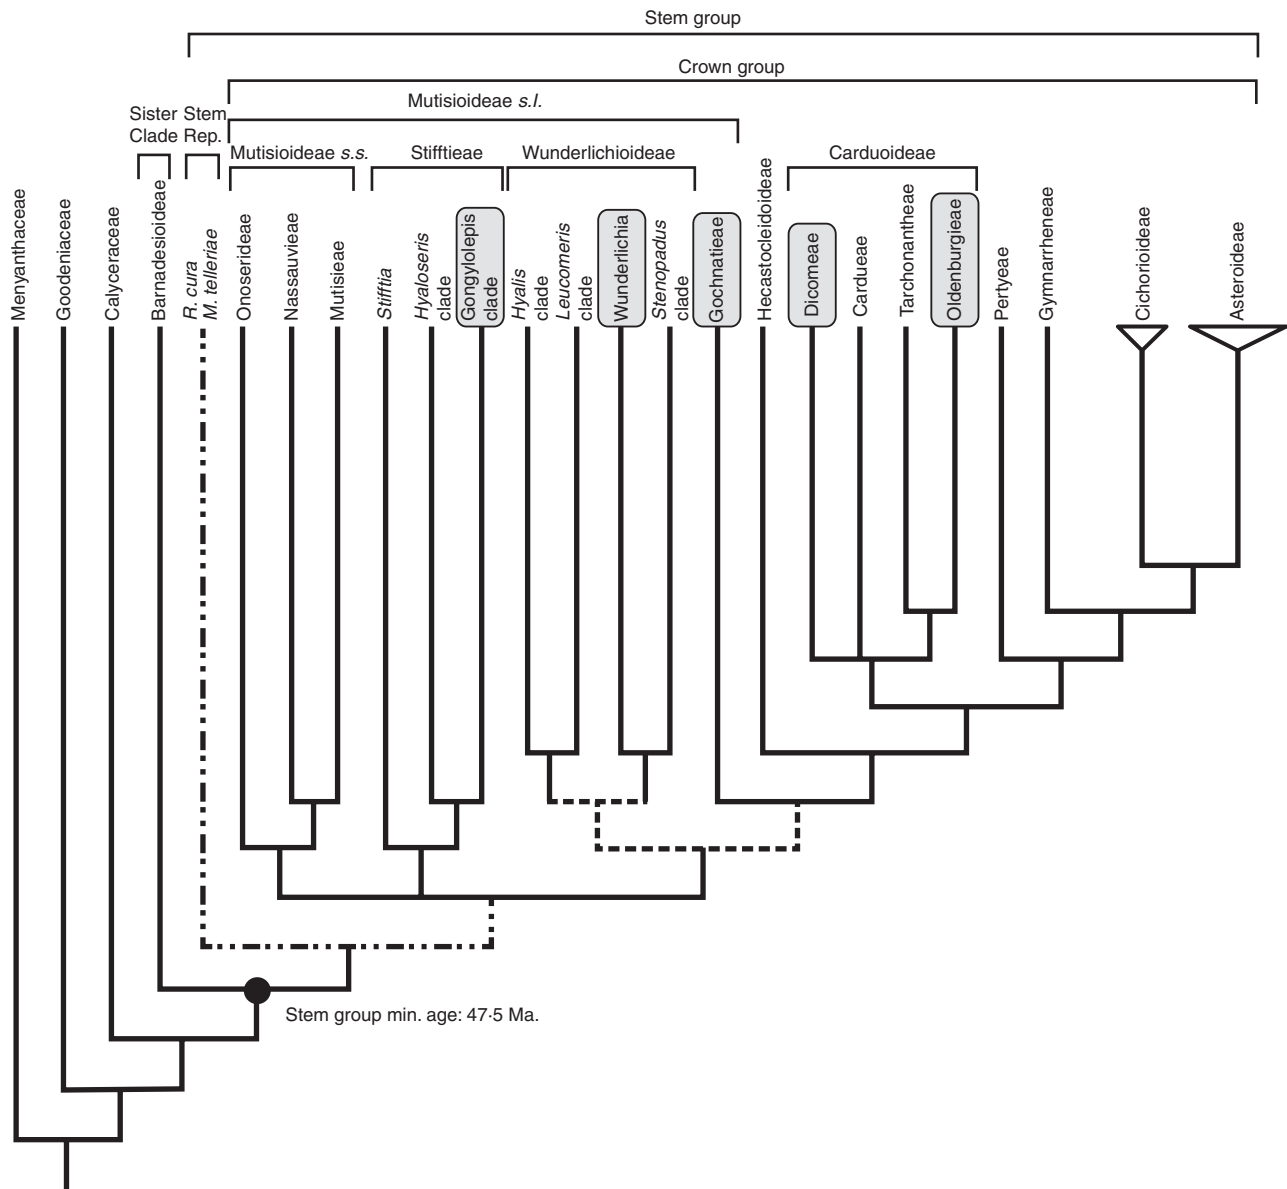 Stem group
Crown group
Mutisioideae s.l.
Sister Stem
Clade Rep.
Mutisioideae s.s.
Stifftieae
Wunderlichioideae
Carduoideae
Menyanthaceae
Goodeniaceae
Calyceraceae
Barnadesioideae
R. cura
M. telleriae
Onoserideae
Nassauvieae
Mutisieae
Stifftia
Hyaloseris
clade
Gongylolepis
clade
Hyalis
clade
Leucomeris
clade
Wunderlichia
Stenopadus
clade
Gochnatieae
Hecastocleidoideae
Dicomeae
Cardueae
Tarchonantheae
Oldenburgieae
Pertyeae
Gymnarrheneae
Cichorioideae
Asteroideae
Stem group min. age: 47·5 Ma.